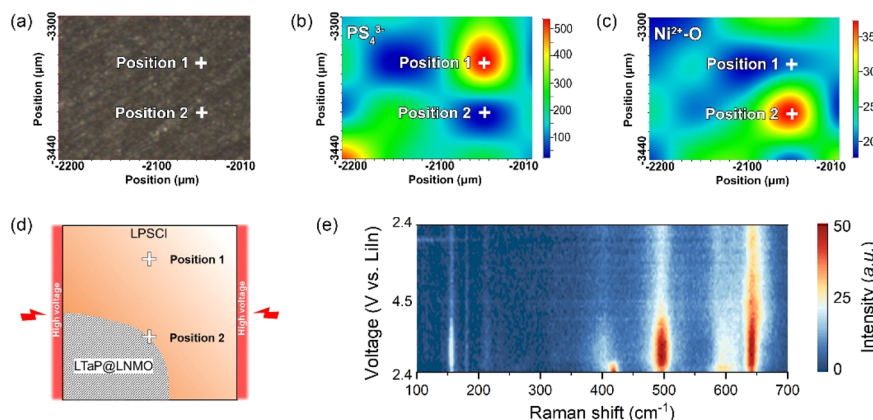 (a)
-3300
Position (μm)
-3440
Position 1
Position 2
-2200
-2100
-2010
Position (μm)
(b)
-3300
Position (μm)
-3440
PS₄³⁻
Position 1
Position 2
-2200
-2100
-2010
Position (μm)
500
400
300
200
100
(c)
-3300
Position (μm)
-3440
Ni²⁺-O
Position 1
Position 2
-2200
-2100
-2010
Position (μm)
35
30
25
20
(d)
LPSCl
Position 1
Position 2
LTaP@LNMO
High voltage
High voltage
(e)
2.4
4.5
2.4
Voltage (V vs. LiIn)
100
200
300
400
500
600
700
Raman shift (cm⁻¹)
50
25
0
Intensity (a.u.)